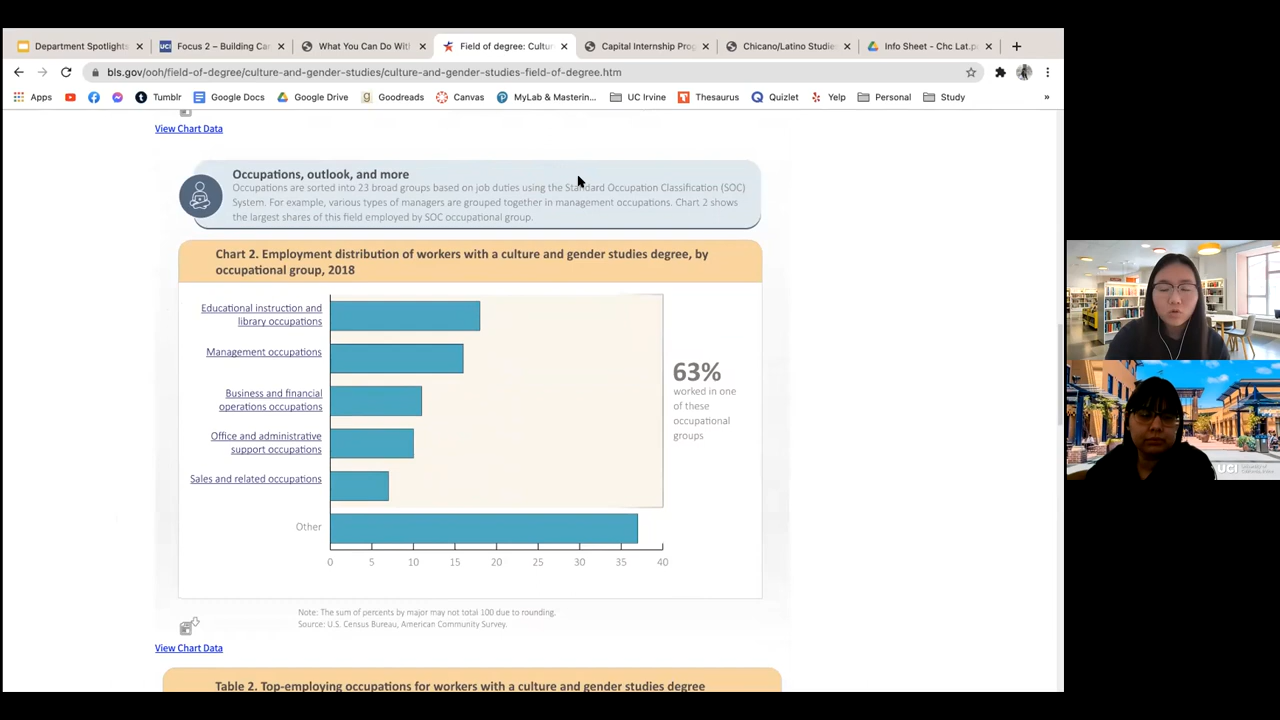 Department Spotlights
Focus 2 – Building Car
What You Can Do With
Field of degree: Cultur
Capital Internship Prog
Chicano/Latino Studies
Info Sheet - Chc Lat.pd
bls.gov/ooh/field-of-degree/culture-and-gender-studies/culture-and-gender-studies-field-of-degree.htm
Apps
Tumblr
Google Docs
Google Drive
Goodreads
Canvas
MyLab & Masterin...
UC Irvine
Thesaurus
Quizlet
Yelp
Personal
Study
»
View Chart Data
Occupations, outlook, and more
Occupations are sorted into 23 broad groups based on job duties using the Standard Occupation Classification (SOC)
System. For example, various types of managers are grouped together in management occupations. Chart 2 shows
the largest shares of this field employed by SOC occupational group.
Chart 2. Employment distribution of workers with a culture and gender studies degree, by
occupational group, 2018
Educational instruction and
library occupations
Management occupations
Business and financial
operations occupations
Office and administrative
support occupations
Sales and related occupations
Other
0 5 10 15 20 25 30 35 40
63%
worked in one
of these
occupational
groups
Note: The sum of percents by major may not total 100 due to rounding.
Source: U.S. Census Bureau, American Community Survey.
View Chart Data
Table 2. Top-employing occupations for workers with a culture and gender studies degree
UCI